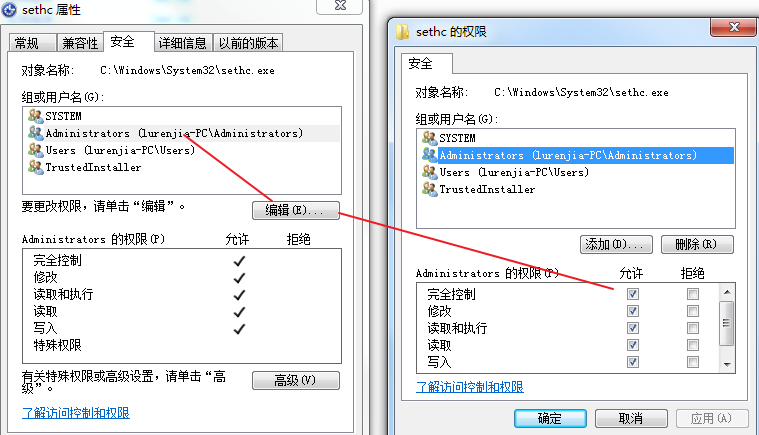 sethc 属性
常规 兼容性 安全 详细信息 以前的版本
对象名称: C:\Windows\System32\sethc.exe
组或用户名(G):
SYSTEM
Administrators (lurenjia-PC\Administrators)
Users (lurenjia-PC\Users)
TrustedInstaller
要更改权限，请单击“编辑”。
编辑(E)...
Administrators 的权限(P) 允许 拒绝
完全控制
修改
读取和执行
读取
写入
特殊权限
有关特殊权限或高级设置，请单击“高
级”。
高级(V)
了解访问控制和权限
sethc 的权限
安全
对象名称: C:\Windows\System32\sethc.exe
组或用户名(G):
SYSTEM
Administrators (lurenjia-PC\Administrators)
Users (lurenjia-PC\Users)
TrustedInstaller
添加(D)... 删除(R)
Administrators 的权限(P) 允许 拒绝
完全控制
修改
读取和执行
读取
写入
了解访问控制和权限
确定 取消 应用(A)